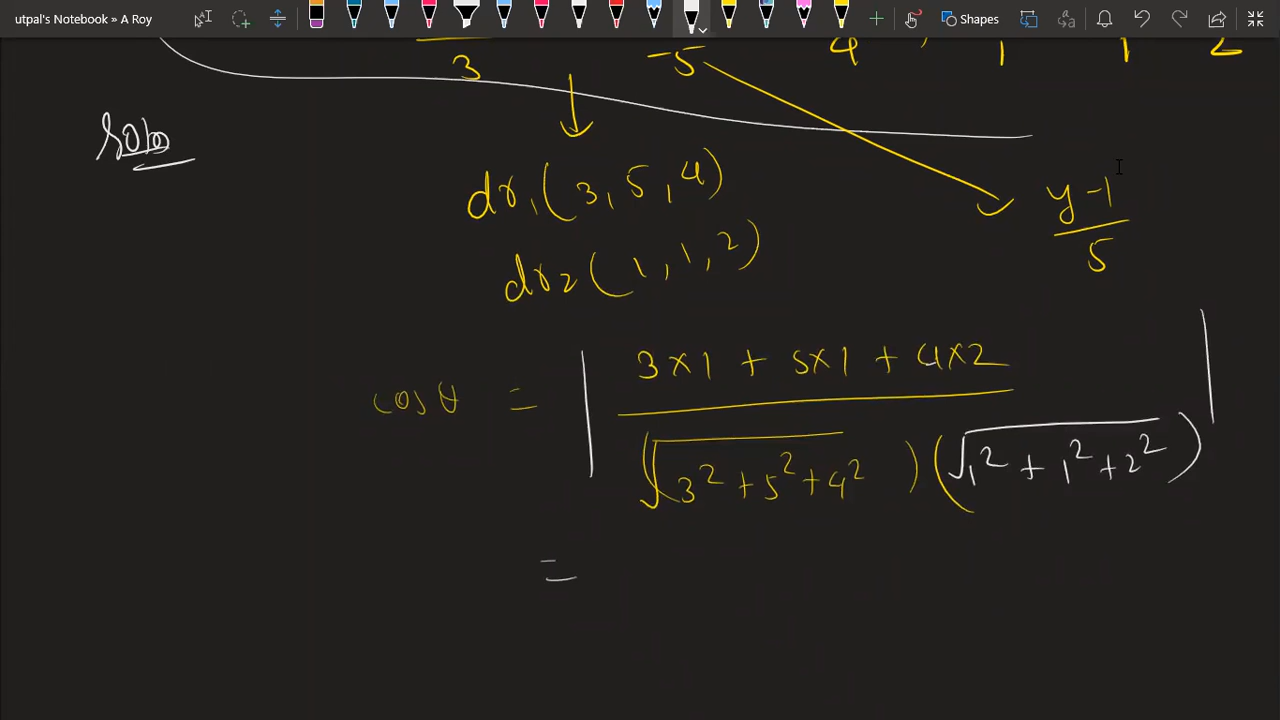 utpal's Notebook » A Roy
Shapes
3 -5 4 , 1 1 2
Soln
dr₁ (3, 5, 4)
y-1
5
dr₂ (1, 1, 2)
cos θ = | 3×1 + 5×1 + 4×2 |
(√3² + 5² + 4² ) (√1² + 1² + 2²)
=